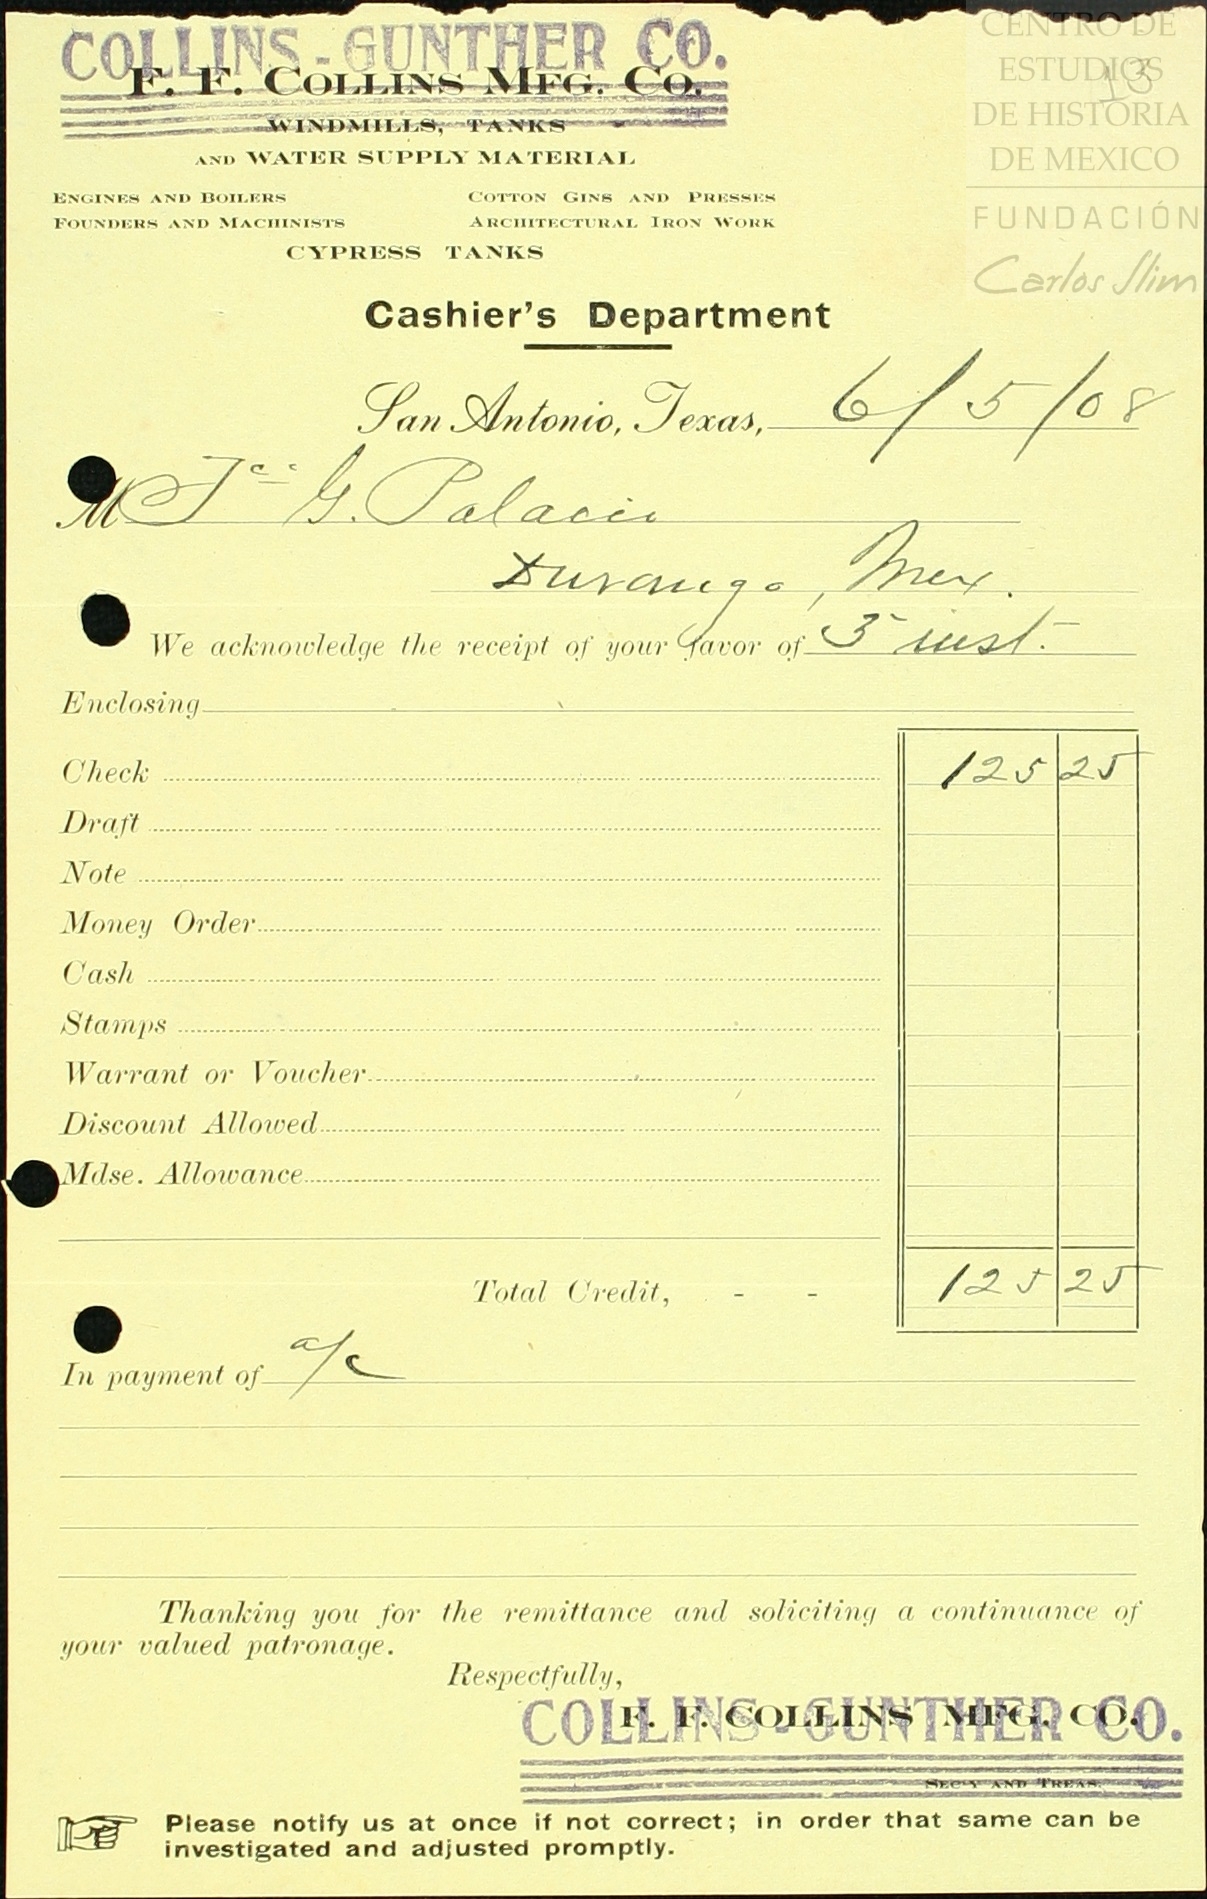 COLLINS-GUNTHER CO.
F. F. COLLINS MFG. CO.
WINDMILLS, TANKS
AND WATER SUPPLY MATERIAL
ENGINES AND BOILERS COTTON GINS AND PRESSES
FOUNDERS AND MACHINISTS ARCHITECTURAL IRON WORK
CYPRESS TANKS
CENTRO DE
ESTUDIOS
13
DE HISTORIA
DE MEXICO
FUNDACIÓN
Carlos Slim
Cashier's Department
San Antonio, Texas, 6/5/08
M G. Palacio
Durango, Mex.
We acknowledge the receipt of your favor of 3 inst.
Enclosing
Check 125 25
Draft
Note
Money Order
Cash
Stamps
Warrant or Voucher
Discount Allowed
Mdse. Allowance
Total Credit, - - 125 25
In payment of a/c
Thanking you for the remittance and soliciting a continuance of
your valued patronage.
Respectfully,
COLLINS-GUNTHER CO.
F. F. COLLINS MFG. CO.
SEC'Y AND TREAS.
Please notify us at once if not correct; in order that same can be
investigated and adjusted promptly.